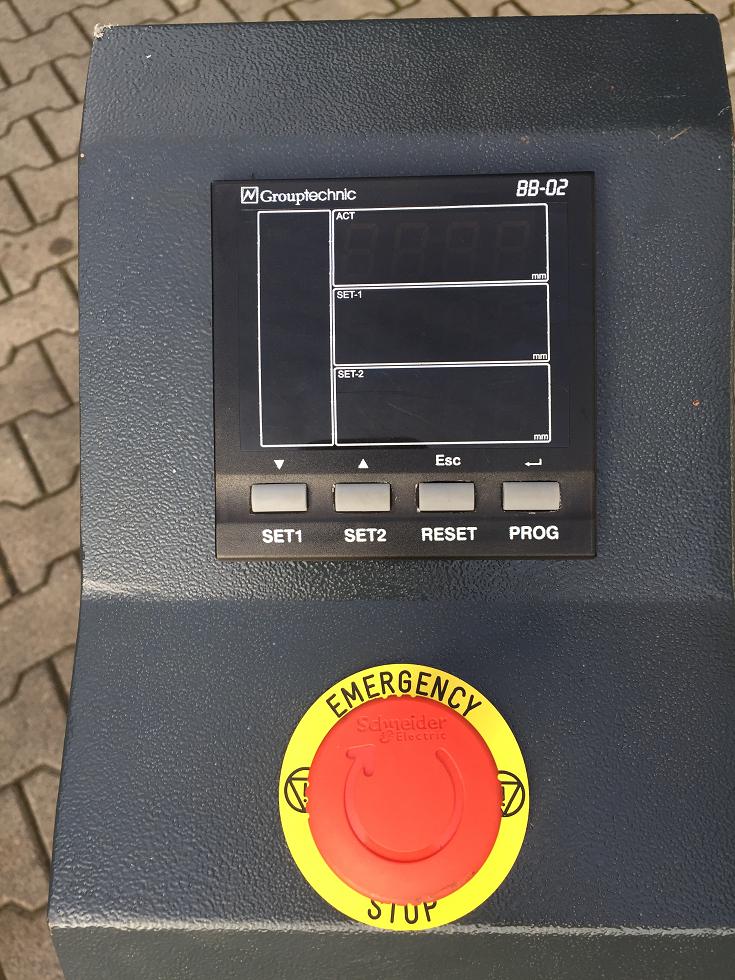 Grouptechnic
BB-02
ACT
mm
SET-1
mm
SET-2
mm
Esc
SET1 SET2 RESET PROG
EMERGENCY
Schneider
Electric
STOP